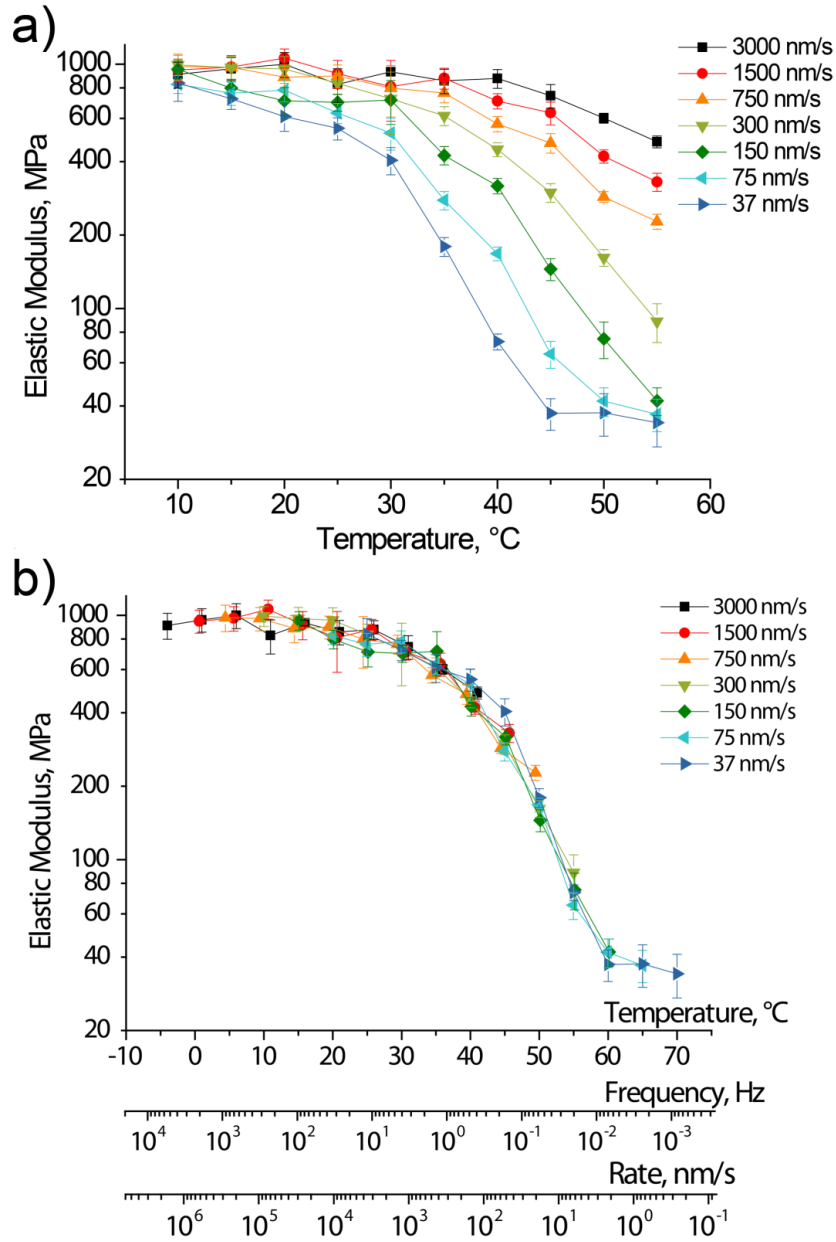 a)
1000
800
600
400
200
100
80
60
40
20
Elastic Modulus, MPa
3000 nm/s
1500 nm/s
750 nm/s
300 nm/s
150 nm/s
75 nm/s
37 nm/s
10 20 30 40 50 60
Temperature, °C
b)
1000
800
600
400
200
100
80
60
40
20
Elastic Modulus, MPa
3000 nm/s
1500 nm/s
750 nm/s
300 nm/s
150 nm/s
75 nm/s
37 nm/s
Temperature, °C
-10 0 10 20 30 40 50 60 70
Frequency, Hz
10⁴ 10³ 10² 10¹ 10⁰ 10⁻¹ 10⁻² 10⁻³
Rate, nm/s
10⁶ 10⁵ 10⁴ 10³ 10² 10¹ 10⁰ 10⁻¹